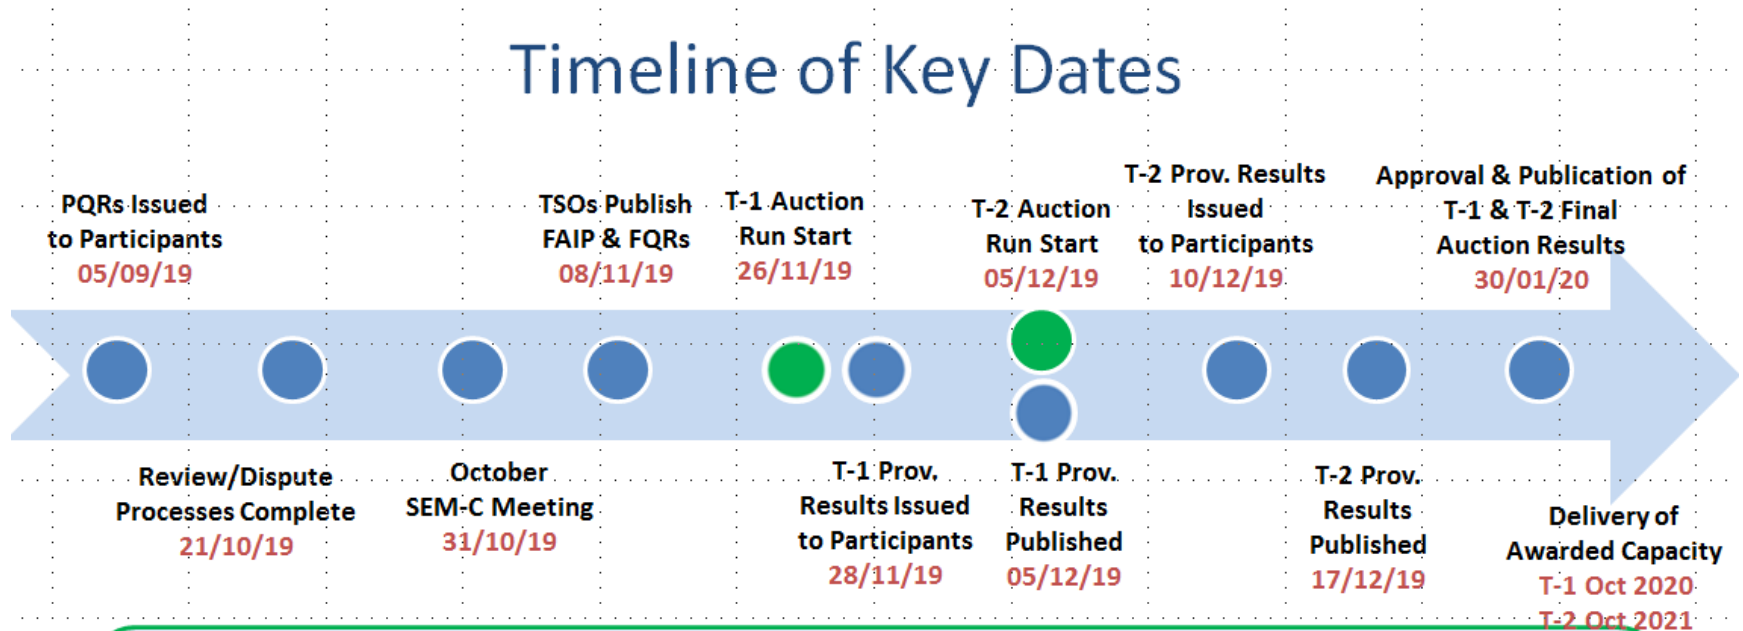 Timeline of Key Dates
PQRs Issued
to Participants
05/09/19
TSOs Publish
FAIP & FQRs
08/11/19
T-1 Auction
Run Start
26/11/19
T-2 Auction
Run Start
05/12/19
T-2 Prov. Results
Issued
to Participants
10/12/19
Approval & Publication of
T-1 & T-2 Final
Auction Results
30/01/20
Review/Dispute
Processes Complete
21/10/19
October
SEM-C Meeting
31/10/19
T-1 Prov.
Results Issued
to Participants
28/11/19
T-1 Prov.
Results
Published
05/12/19
T-2 Prov.
Results
Published
17/12/19
Delivery of
Awarded Capacity
T-1 Oct 2020
T-2 Oct 2021